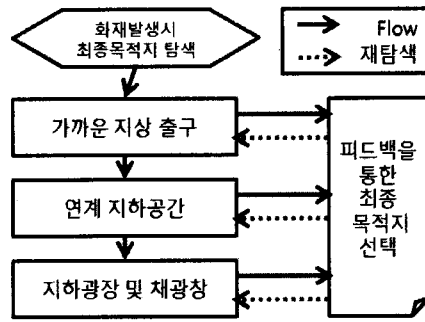 화재발생시
최종목적지 탐색
Flow
재탐색
가까운 지상 출구
연계 지하공간
지하광장 및 채광창
피드백을
통한
최종
목적지
선택